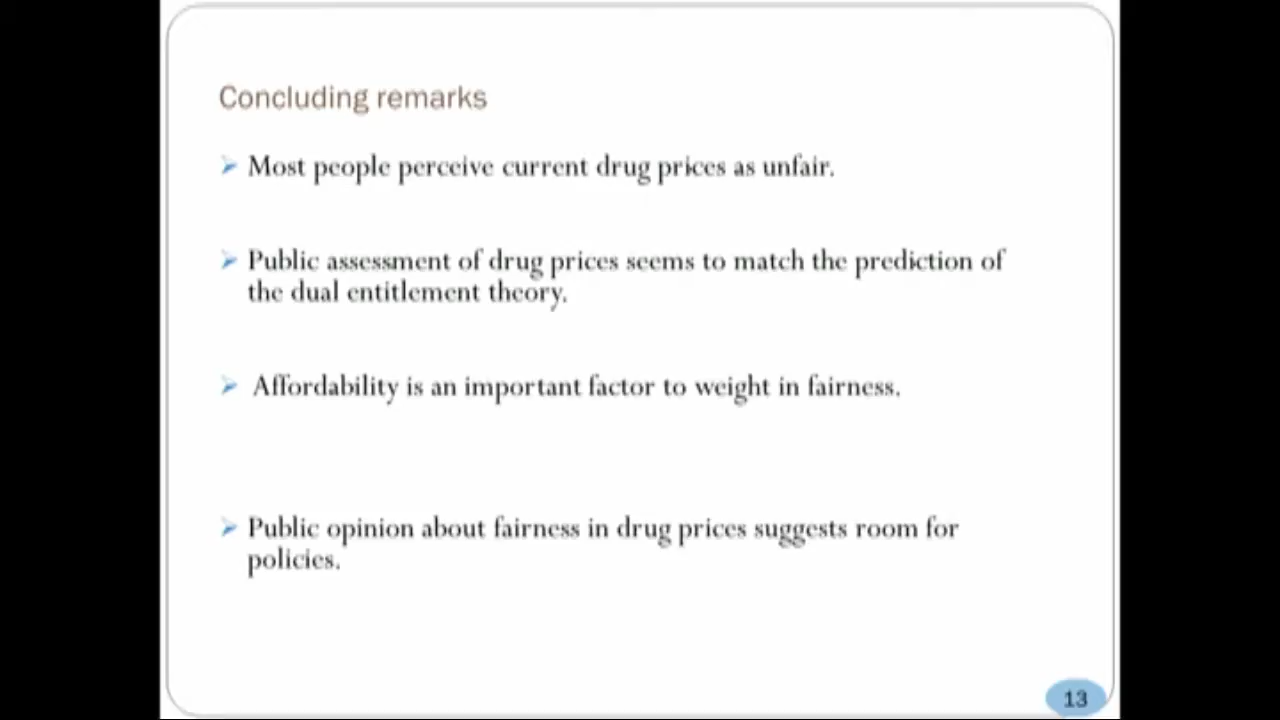 Concluding remarks
Most people perceive current drug prices as unfair.
Public assessment of drug prices seems to match the prediction of
the dual entitlement theory.
Affordability is an important factor to weight in fairness.
Public opinion about fairness in drug prices suggests room for
policies.
13